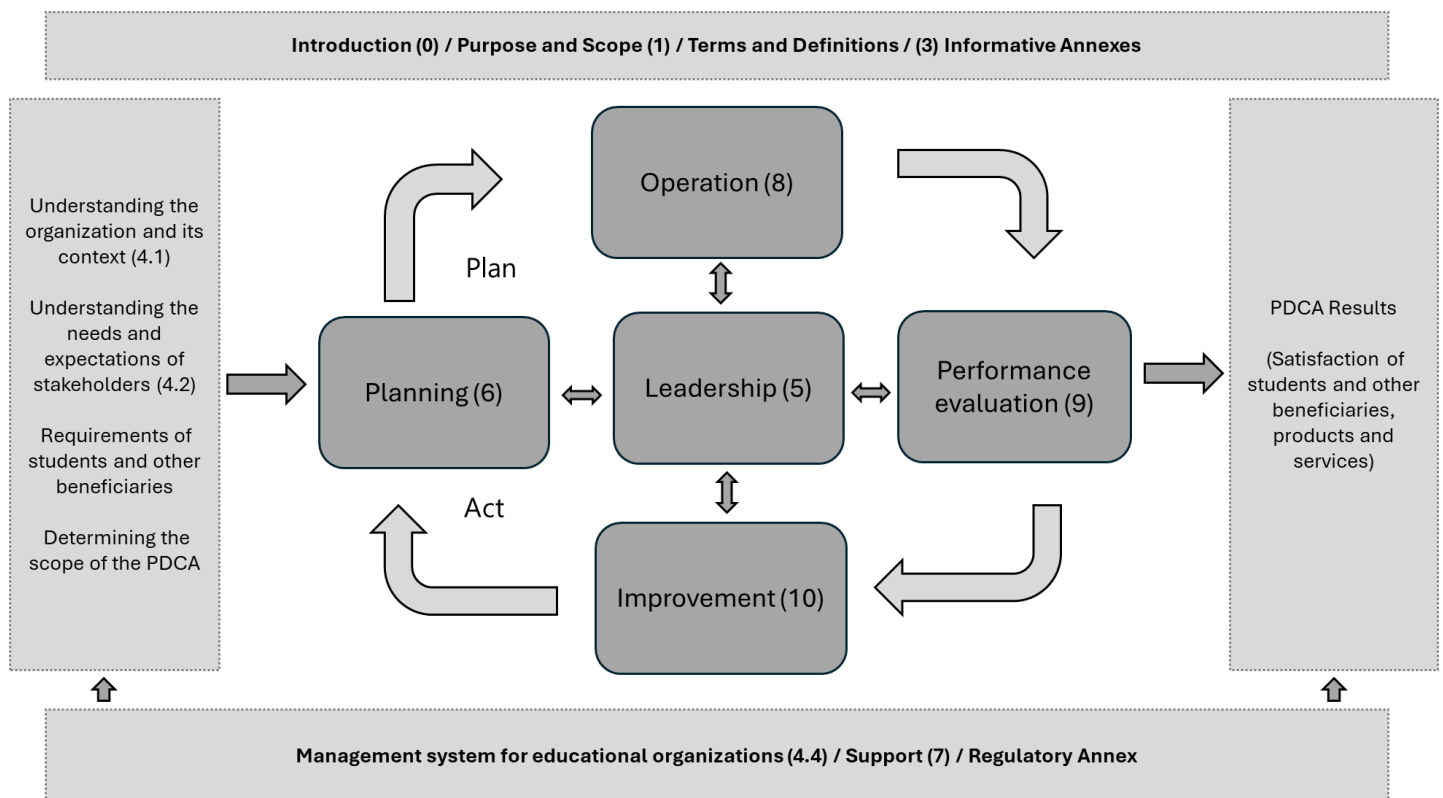 Introduction (0) / Purpose and Scope (1) / Terms and Definitions / (3) Informative Annexes
Understanding the
organization and its
context (4.1)
Understanding the
needs and
expectations of
stakeholders (4.2)
Requirements of
students and other
beneficiaries
Determining the
scope of the PDCA
Operation (8)
Plan
Planning (6)
Leadership (5)
Performance
evaluation (9)
Act
Improvement (10)
PDCA Results
(Satisfaction of
students and other
beneficiaries,
products and
services)
Management system for educational organizations (4.4) / Support (7) / Regulatory Annex